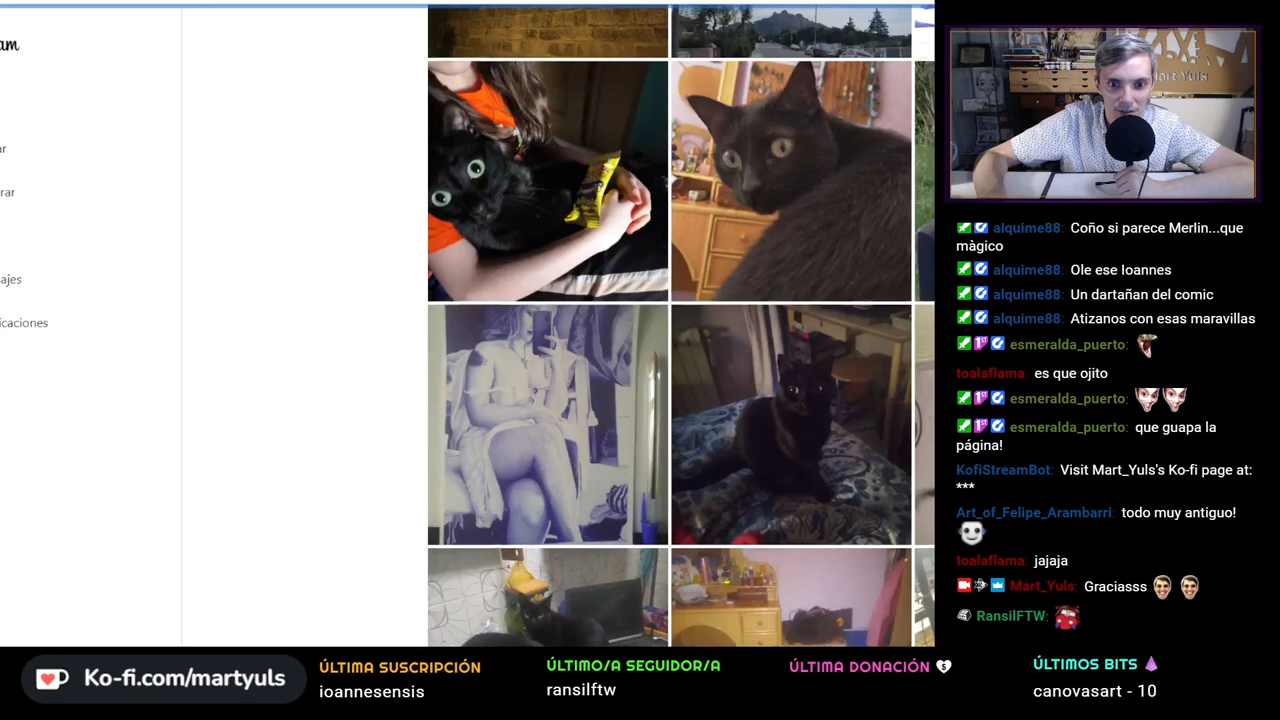 am
ar
rar
ajes
icaciones
Mart Yuls
alquime88: Coño si parece Merlin...que
màgico
alquime88: Ole ese Ioannes
alquime88: Un dartañan del comic
alquime88: Atizanos con esas maravillas
esmeralda_puerto:
toalaflama: es que ojito
esmeralda_puerto:
esmeralda_puerto: que guapa la
página!
KofiStreamBot: Visit Mart_Yuls's Ko-fi page at:
***
Art_of_Felipe_Arambarri: todo muy antiguo!
toalaflama: jajaja
Mart_Yuls: Graciasss
RansilFTW:
Ko-fi.com/martyuls
ÚLTIMA SUSCRIPCIÓN
ioannesensis
ÚLTIMO/A SEGUIDOR/A
ransilftw
ÚLTIMA DONACIÓN
ÚLTIMOS BITS
canovasart - 10